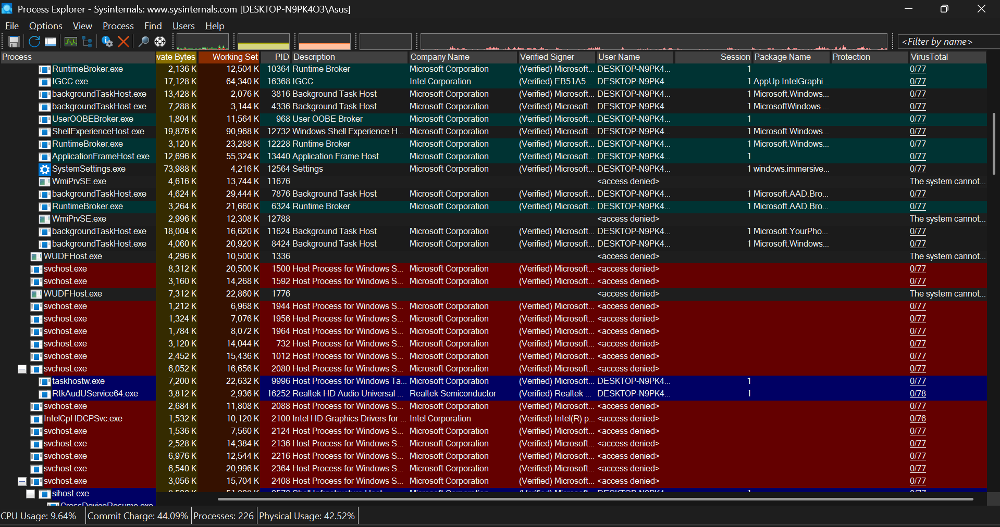 Process Explorer - Sysinternals: www.sysinternals.com [DESKTOP-N9PK4O3\Asus]
File Options View Process Find Users Help
<Filter by name>
Process vate Bytes Working Set PID Description Company Name Verified Signer User Name Session Package Name Protection VirusTotal
RuntimeBroker.exe 2,136 K 12,504 K 10364 Runtime Broker Microsoft Corporation (Verified) Microsoft... DESKTOP-N9PK4... 1 0/77
IGCC.exe 17,128 K 64,340 K 16368 IGCC Intel Corporation (Verified) EB51A5... DESKTOP-N9PK4... 1 AppUp.IntelGraphi... 0/77
backgroundTaskHost.exe 13,428 K 2,076 K 3816 Background Task Host Microsoft Corporation (Verified) Microsoft... DESKTOP-N9PK4... 1 Microsoft.Windows... 0/77
backgroundTaskHost.exe 7,288 K 3,144 K 4336 Background Task Host Microsoft Corporation (Verified) Microsoft... DESKTOP-N9PK4... 1 MicrosoftWindows.... 0/77
UserOOBEBroker.exe 1,804 K 11,564 K 968 User OOBE Broker Microsoft Corporation (Verified) Microsoft... DESKTOP-N9PK4... 1 0/77
ShellExperienceHost.exe 19,876 K 90,968 K 12732 Windows Shell Experience H... Microsoft Corporation (Verified) Microsoft... DESKTOP-N9PK4... 1 Microsoft.Windows... 0/77
RuntimeBroker.exe 3,120 K 23,288 K 12228 Runtime Broker Microsoft Corporation (Verified) Microsoft... DESKTOP-N9PK4... 1 Microsoft.Windows... 0/77
ApplicationFrameHost.exe 12,696 K 55,324 K 13440 Application Frame Host Microsoft Corporation (Verified) Microsoft... DESKTOP-N9PK4... 1 0/77
SystemSettings.exe 73,988 K 4,216 K 12564 Settings Microsoft Corporation (Verified) Microsoft... DESKTOP-N9PK4... 1 windows.immersive... 0/77
WmiPrvSE.exe 4,616 K 13,744 K 11676 <access denied> The system cannot...
backgroundTaskHost.exe 4,624 K 29,444 K 7876 Background Task Host Microsoft Corporation (Verified) Microsoft... DESKTOP-N9PK4... 1 Microsoft.AAD.Bro... 0/77
RuntimeBroker.exe 3,264 K 21,660 K 6324 Runtime Broker Microsoft Corporation (Verified) Microsoft... DESKTOP-N9PK4... 1 Microsoft.AAD.Bro... 0/77
WmiPrvSE.exe 2,996 K 12,308 K 12788 <access denied> The system cannot...
backgroundTaskHost.exe 18,004 K 16,620 K 11624 Background Task Host Microsoft Corporation (Verified) Microsoft... DESKTOP-N9PK4... 1 Microsoft.YourPho... 0/77
backgroundTaskHost.exe 4,060 K 20,920 K 8424 Background Task Host Microsoft Corporation (Verified) Microsoft... DESKTOP-N9PK4... 1 Microsoft.Windows... 0/77
WUDFHost.exe 4,296 K 10,500 K 1336 <access denied> The system cannot...
svchost.exe 8,312 K 20,500 K 1500 Host Process for Windows S... Microsoft Corporation (Verified) Microsoft... <access denied> 0/77
svchost.exe 3,160 K 14,268 K 1592 Host Process for Windows S... Microsoft Corporation (Verified) Microsoft... <access denied> 0/77
WUDFHost.exe 7,312 K 22,860 K 1776 <access denied> The system cannot...
svchost.exe 1,212 K 6,968 K 1944 Host Process for Windows S... Microsoft Corporation (Verified) Microsoft... <access denied> 0/77
svchost.exe 1,324 K 7,076 K 1956 Host Process for Windows S... Microsoft Corporation (Verified) Microsoft... <access denied> 0/77
svchost.exe 1,784 K 8,072 K 1964 Host Process for Windows S... Microsoft Corporation (Verified) Microsoft... <access denied> 0/77
svchost.exe 3,120 K 14,044 K 732 Host Process for Windows S... Microsoft Corporation (Verified) Microsoft... <access denied> 0/77
svchost.exe 2,452 K 15,436 K 1012 Host Process for Windows S... Microsoft Corporation (Verified) Microsoft... <access denied> 0/77
svchost.exe 6,052 K 16,656 K 2080 Host Process for Windows S... Microsoft Corporation (Verified) Microsoft... <access denied> 0/77
taskhostw.exe 7,200 K 22,632 K 9996 Host Process for Windows Ta... Microsoft Corporation (Verified) Microsoft... DESKTOP-N9PK4... 1 0/77
RtkAudUService64.exe 3,812 K 2,936 K 16252 Realtek HD Audio Universal ... Realtek Semiconductor (Verified) Realtek ... DESKTOP-N9PK4... 1 0/78
svchost.exe 2,684 K 11,808 K 2088 Host Process for Windows S... Microsoft Corporation (Verified) Microsoft... <access denied> 0/77
IntelCpHDCPSvc.exe 1,532 K 10,120 K 2100 Intel HD Graphics Drivers for ... Intel Corporation (Verified) Intel(R) p... <access denied> 0/76
svchost.exe 1,536 K 7,560 K 2124 Host Process for Windows S... Microsoft Corporation (Verified) Microsoft... <access denied> 0/77
svchost.exe 2,528 K 14,384 K 2136 Host Process for Windows S... Microsoft Corporation (Verified) Microsoft... <access denied> 0/77
svchost.exe 6,976 K 12,544 K 2216 Host Process for Windows S... Microsoft Corporation (Verified) Microsoft... <access denied> 0/77
svchost.exe 6,540 K 20,996 K 2364 Host Process for Windows S... Microsoft Corporation (Verified) Microsoft... <access denied> 0/77
svchost.exe 3,056 K 15,704 K 2408 Host Process for Windows S... Microsoft Corporation (Verified) Microsoft... <access denied> 0/77
sihost.exe
CPU Usage: 9.64% Commit Charge: 44.09% Processes: 226 Physical Usage: 42.52%